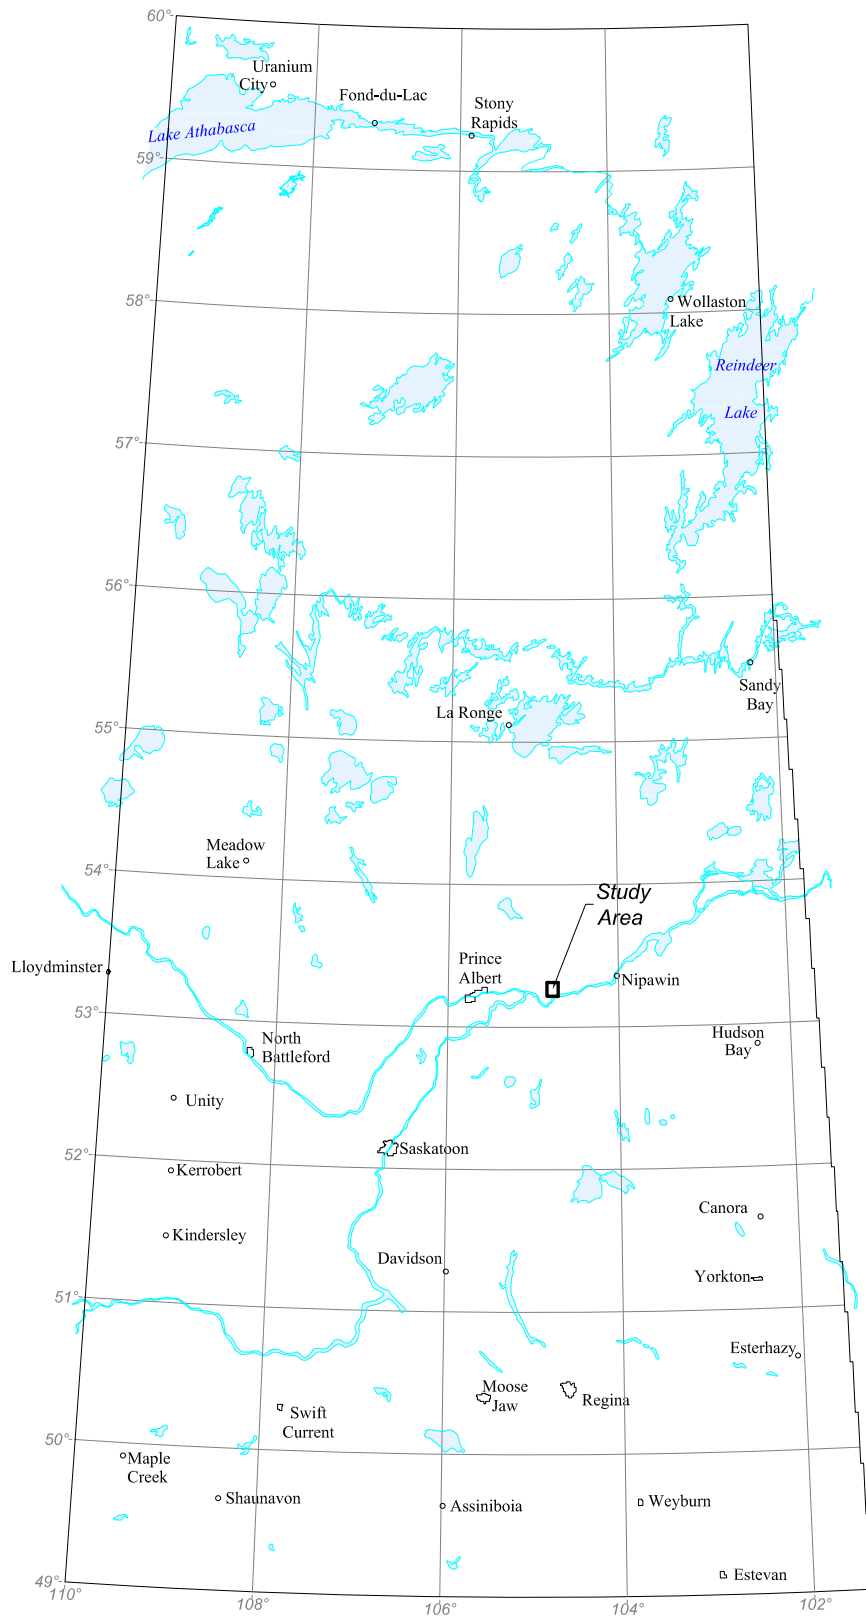 60°
Uranium
City
Fond-du-Lac
Stony
Rapids
Lake Athabasca
59°
58°
Wollaston
Lake
Reindeer
Lake
57°
56°
Sandy
Bay
La Ronge
55°
Meadow
Lake
54°
Study
Area
Prince
Albert
Lloydminster
Nipawin
53°
North
Battleford
Hudson
Bay
Unity
52°
Saskatoon
Kerrobert
Canora
Kindersley
Davidson
Yorkton
51°
Esterhazy
Moose
Jaw
Regina
Swift
Current
50°
Maple
Creek
Shaunavon
Assiniboia
Weyburn
Estevan
49°
110°
108°
106°
104°
102°